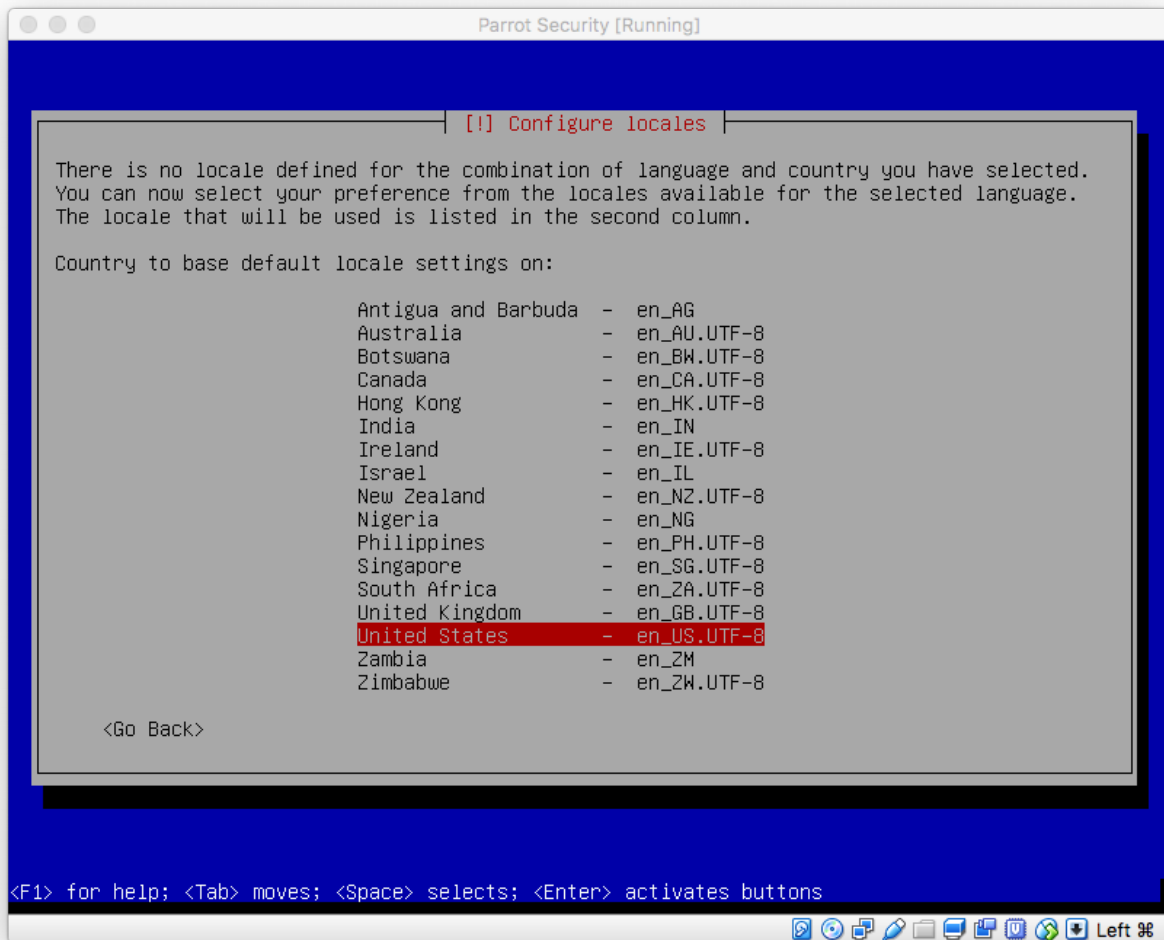 Parrot Security [Running]
[!] Configure locales
There is no locale defined for the combination of language and country you have selected.
You can now select your preference from the locales available for the selected language.
The locale that will be used is listed in the second column.
Country to base default locale settings on:
Antigua and Barbuda - en_AG
Australia - en_AU.UTF-8
Botswana - en_BW.UTF-8
Canada - en_CA.UTF-8
Hong Kong - en_HK.UTF-8
India - en_IN
Ireland - en_IE.UTF-8
Israel - en_IL
New Zealand - en_NZ.UTF-8
Nigeria - en_NG
Philippines - en_PH.UTF-8
Singapore - en_SG.UTF-8
South Africa - en_ZA.UTF-8
United Kingdom - en_GB.UTF-8
United States - en_US.UTF-8
Zambia - en_ZM
Zimbabwe - en_ZW.UTF-8
<Go Back>
<F1> for help; <Tab> moves; <Space> selects; <Enter> activates buttons
Left ⌘